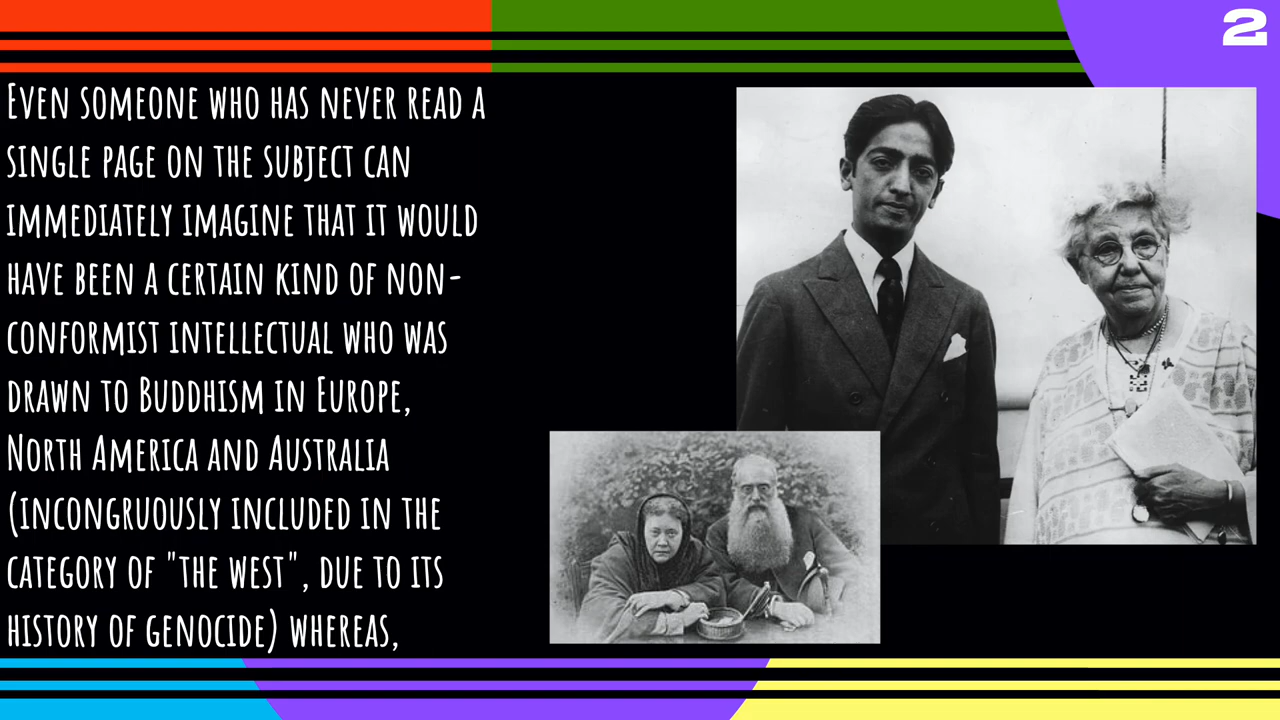 2
Even someone who has never read a
single page on the subject can
immediately imagine that it would
have been a certain kind of non-
conformist intellectual who was
drawn to Buddhism in Europe,
North America and Australia
(incongruously included in the
category of "the West", due to its
history of genocide) whereas,